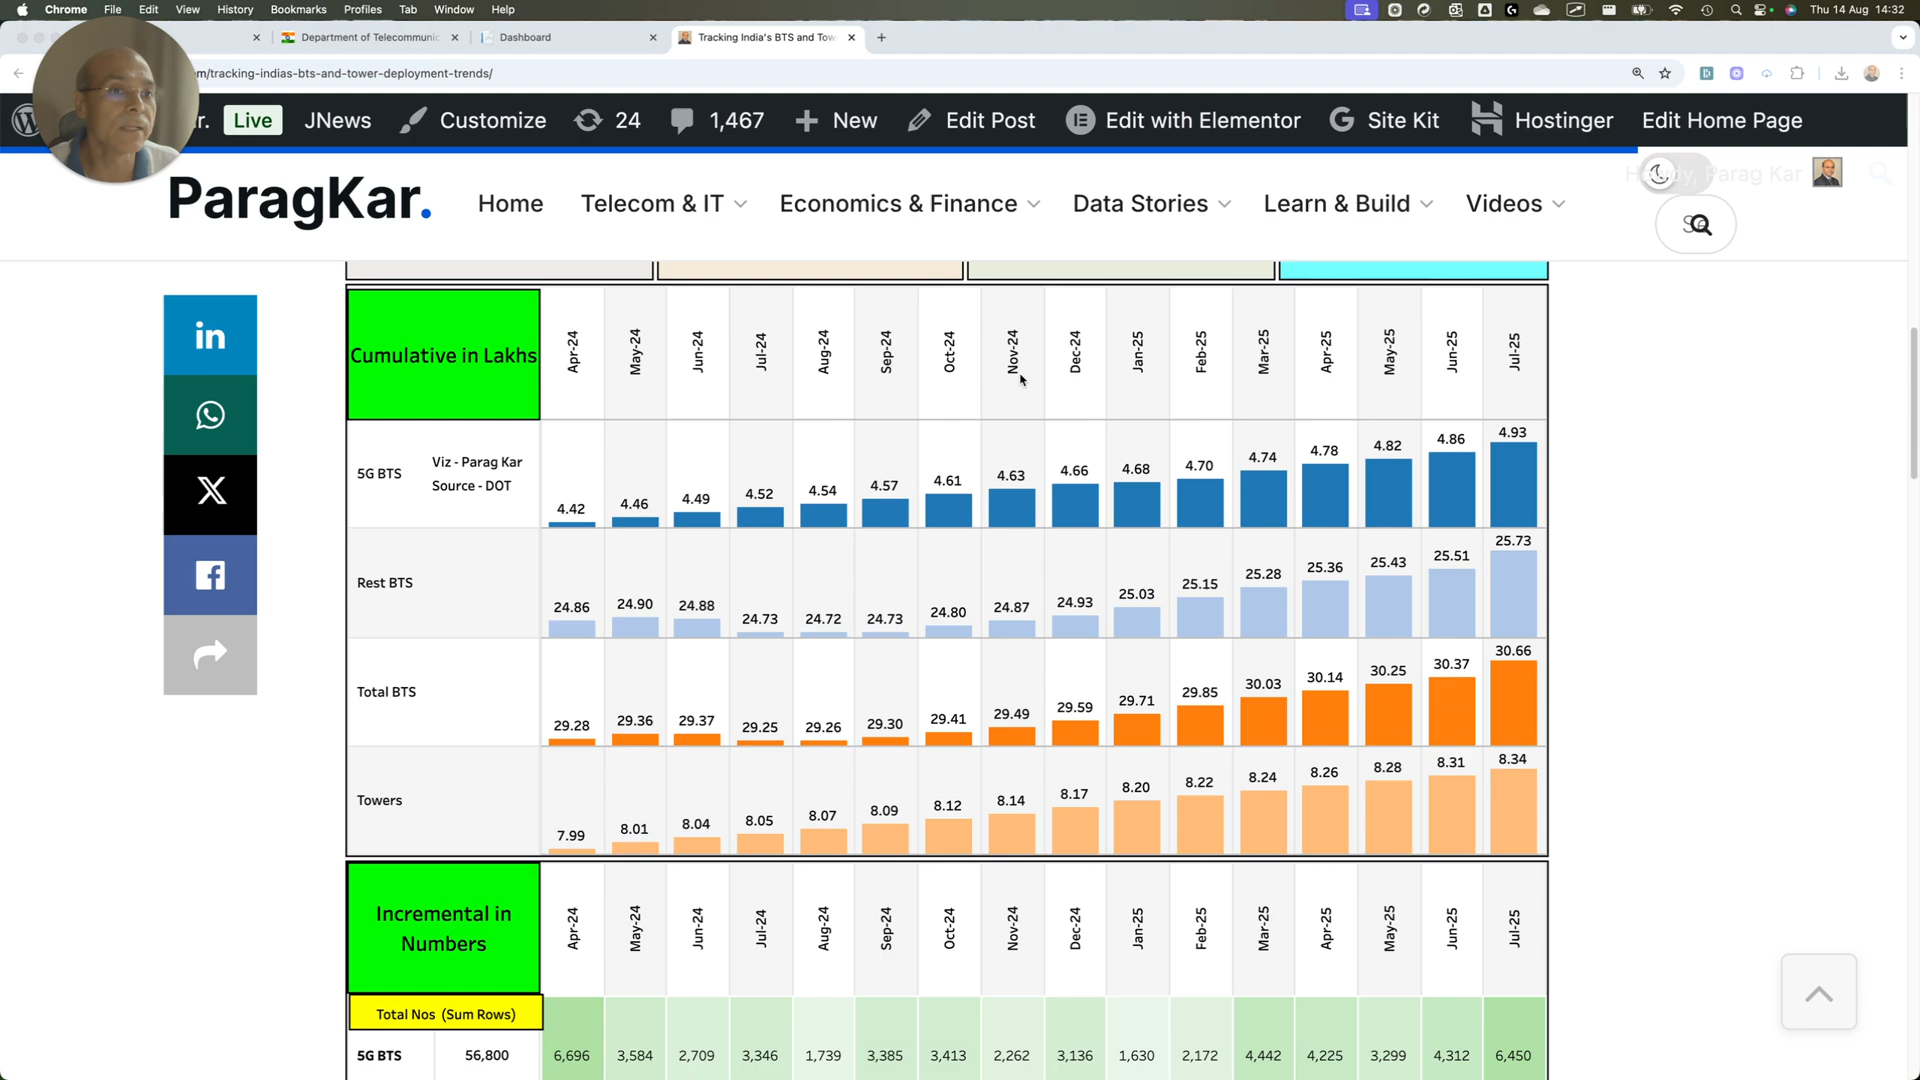 Chrome File Edit View History Bookmarks Profiles Tab Window Help Thu 14 Aug 14:32
Department of Telecommunic Dashboard Tracking India's BTS and Tow
m/tracking-indias-bts-and-tower-deployment-trends/
r. Live JNews Customize 24 1,467 New Edit Post Edit with Elementor Site Kit Hostinger Edit Home Page
Parag Kar
ParagKar. Home Telecom & IT Economics & Finance Data Stories Learn & Build Videos
Cumulative in Lakhs Apr-24 May-24 Jun-24 Jul-24 Aug-24 Sep-24 Oct-24 Nov-24 Dec-24 Jan-25 Feb-25 Mar-25 Apr-25 May-25 Jun-25 Jul-25
5G BTS Viz - Parag Kar
Source - DOT
4.42 4.46 4.49 4.52 4.54 4.57 4.61 4.63 4.66 4.68 4.70 4.74 4.78 4.82 4.86 4.93
Rest BTS 24.86 24.90 24.88 24.73 24.72 24.73 24.80 24.87 24.93 25.03 25.15 25.28 25.36 25.43 25.51 25.73
Total BTS 29.28 29.36 29.37 29.25 29.26 29.30 29.41 29.49 29.59 29.71 29.85 30.03 30.14 30.25 30.37 30.66
Towers 7.99 8.01 8.04 8.05 8.07 8.09 8.12 8.14 8.17 8.20 8.22 8.24 8.26 8.28 8.31 8.34
Incremental in
Numbers
Apr-24 May-24 Jun-24 Jul-24 Aug-24 Sep-24 Oct-24 Nov-24 Dec-24 Jan-25 Feb-25 Mar-25 Apr-25 May-25 Jun-25 Jul-25
Total Nos (Sum Rows)
5G BTS 56,800 6,696 3,584 2,709 3,346 1,739 3,385 3,413 2,262 3,136 1,630 2,172 4,442 4,225 3,299 4,312 6,450